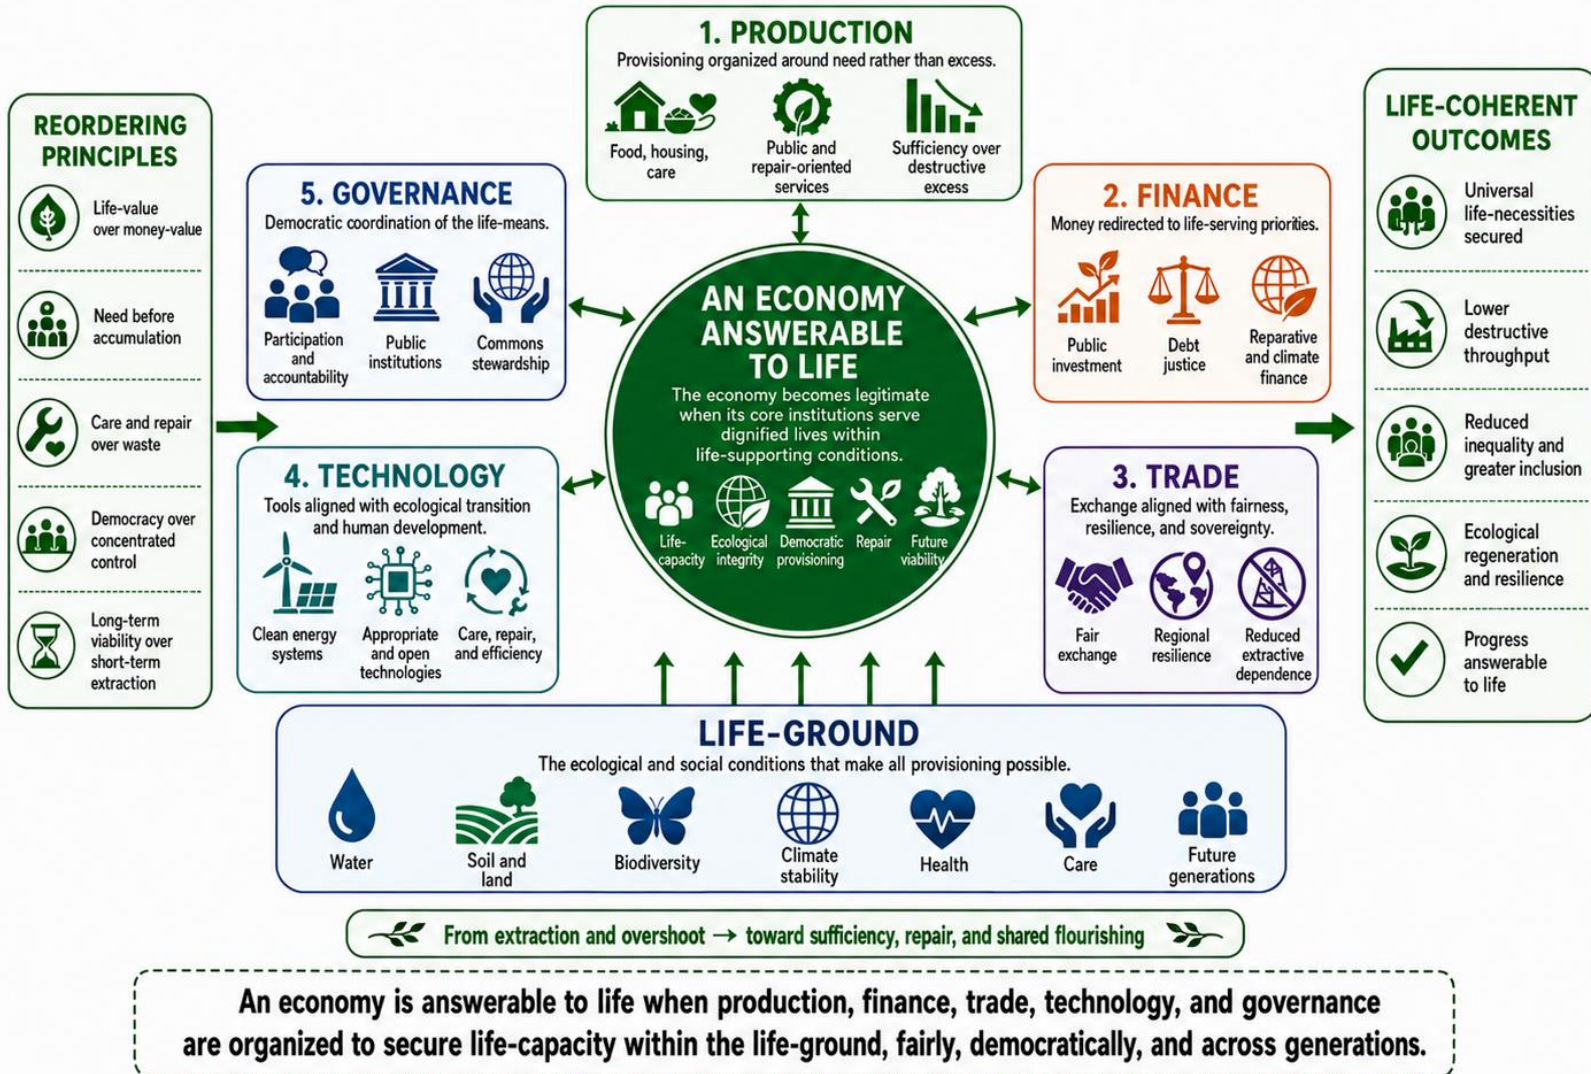 1. PRODUCTION
Provisioning organized around need rather than excess.
Food, housing,
care
Public and
repair-oriented
services
Sufficiency over
destructive
excess
REORDERING
PRINCIPLES
Life-value
over money-value
Need before
accumulation
Care and repair
over waste
Democracy over
concentrated
control
Long-term
viability over
short-term
extraction
5. GOVERNANCE
Democratic coordination of the life-means.
Participation
and
accountability
Public
institutions
Commons
stewardship
4. TECHNOLOGY
Tools aligned with ecological transition
and human development.
Clean energy
systems
Appropriate
and open
technologies
Care, repair,
and efficiency
AN ECONOMY
ANSWERABLE
TO LIFE
The economy becomes legitimate
when its core institutions serve
dignified lives within
life-supporting conditions.
Life-
capacity
Ecological
integrity
Democratic
provisioning
Repair
Future
viability
2. FINANCE
Money redirected to life-serving priorities.
Public
investment
Debt
justice
Reparative
and climate
finance
3. TRADE
Exchange aligned with fairness,
resilience, and sovereignty.
Fair
exchange
Regional
resilience
Reduced
extractive
dependence
LIFE-COHERENT
OUTCOMES
Universal
life-necessities
secured
Lower
destructive
throughput
Reduced
inequality and
greater inclusion
Ecological
regeneration
and resilience
Progress
answerable
to life
LIFE-GROUND
The ecological and social conditions that make all provisioning possible.
Water
Soil and
land
Biodiversity
Climate
stability
Health
Care
Future
generations
From extraction and overshoot → toward sufficiency, repair, and shared flourishing
An economy is answerable to life when production, finance, trade, technology, and governance
are organized to secure life-capacity within the life-ground, fairly, democratically, and across generations.